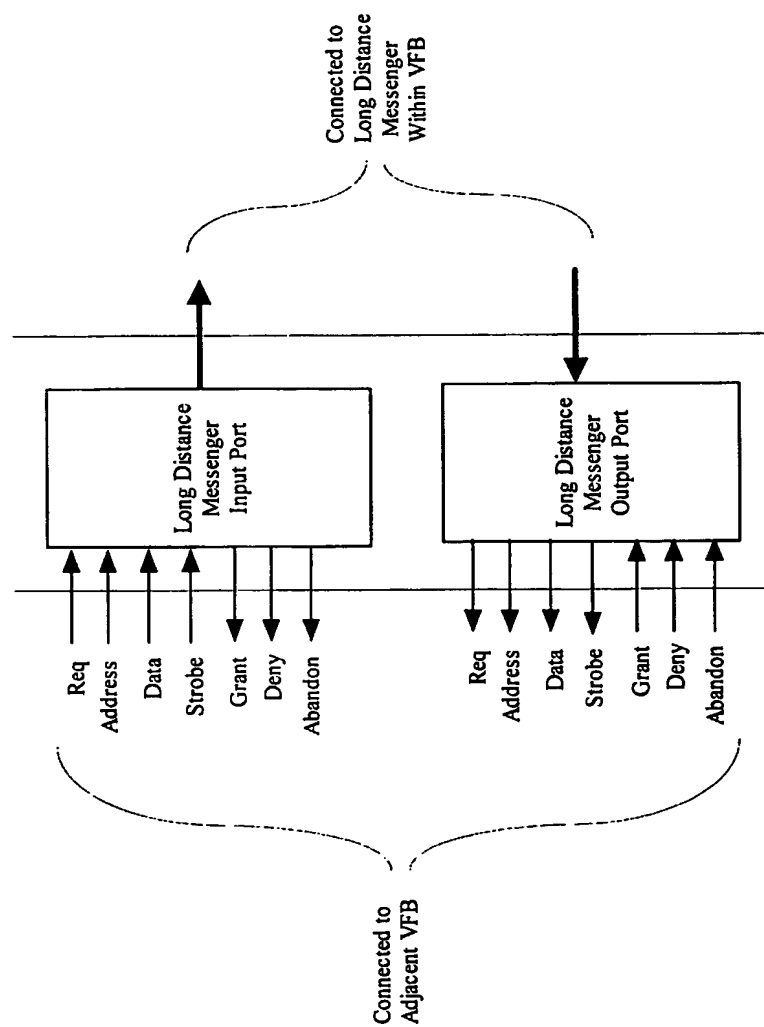 Connected to
Long Distance
Messenger
Within VFB
Long Distance
Messenger
Input Port
Long Distance
Messenger
Output Port
Req
Address
Data
Strobe
Grant
Deny
Abandon
Req
Address
Data
Strobe
Grant
Deny
Abandon
Connected to
Adjacent VFB